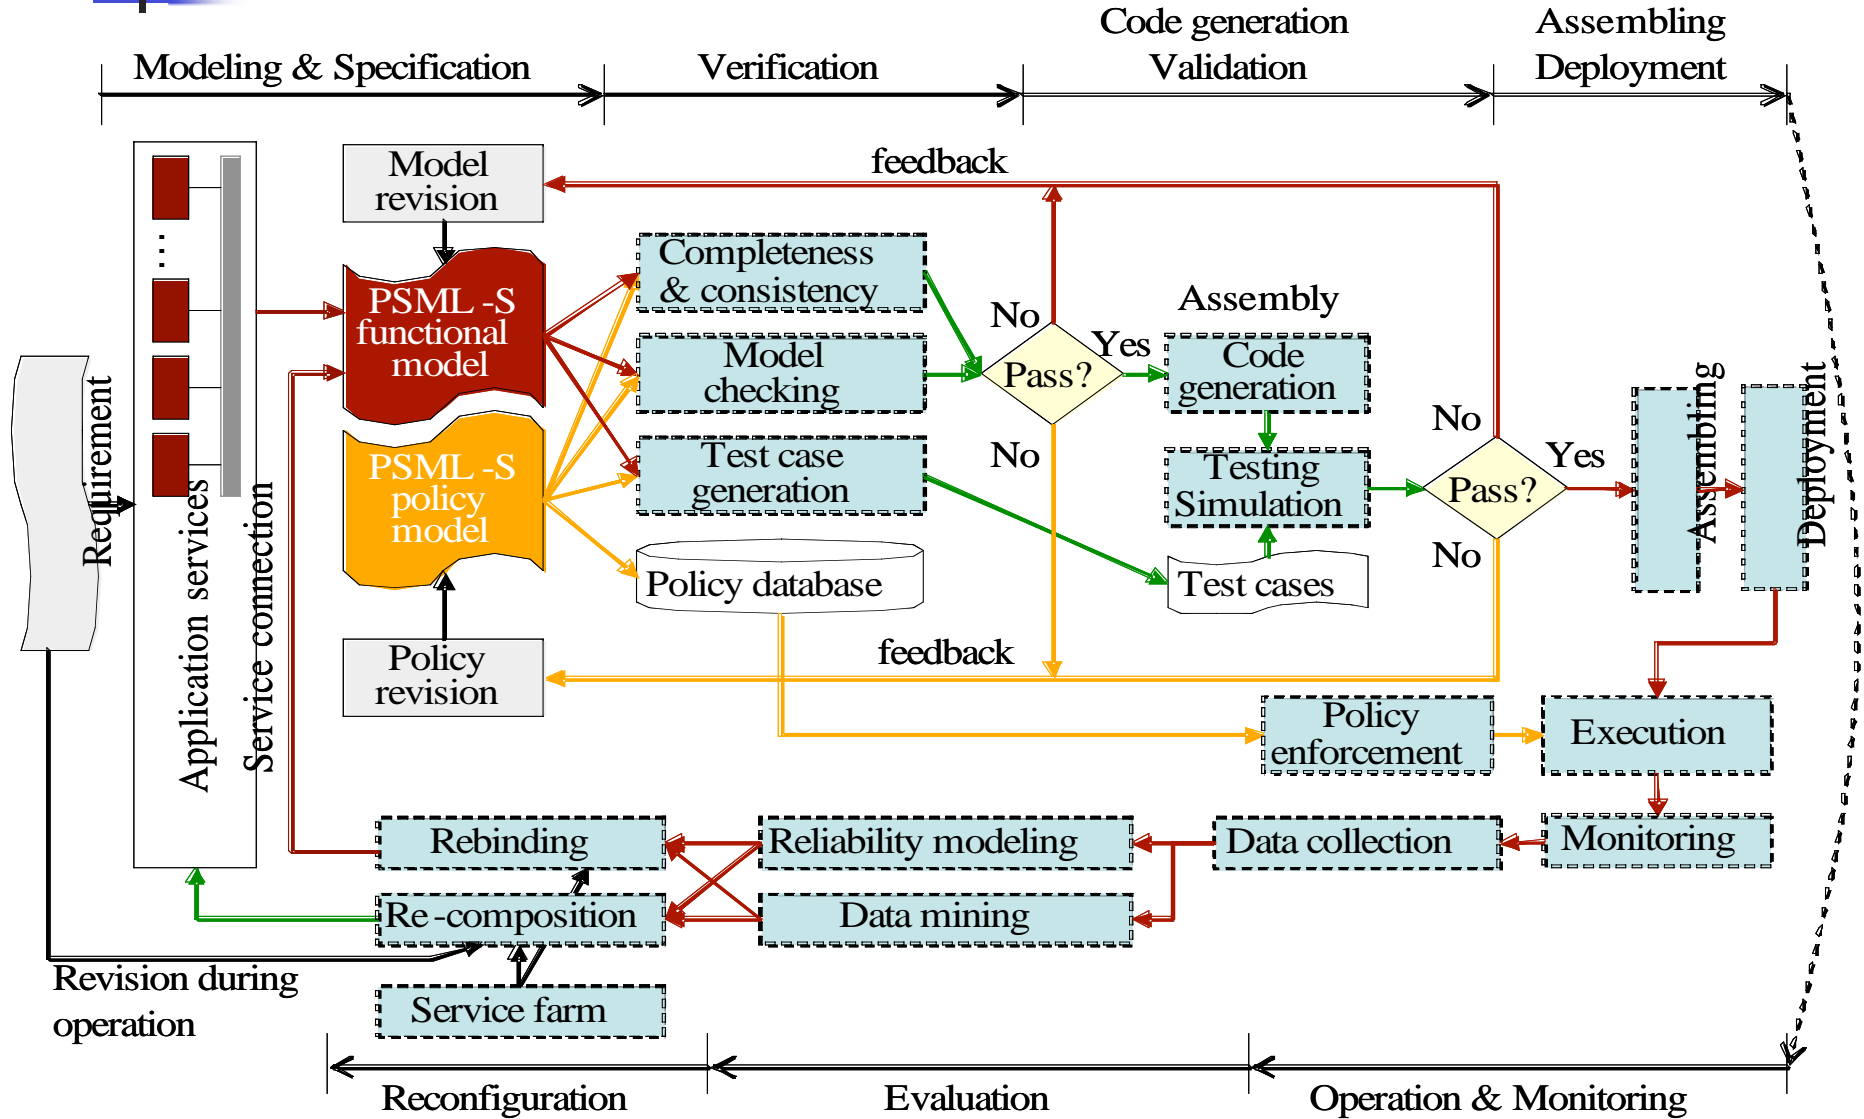 Code generation
Assembling
Modeling & Specification
Verification
Validation
Deployment
Model
revision
feedback
Completeness
& consistency
PSML -S
functional
model
Assembly
No
Yes
Model
checking
Pass?
Code
generation
Requirement
Application services
Service connection
PSML -S
policy
model
Test case
generation
No
Testing
Simulation
No
Yes
Pass?
No
Assembling
Deployment
Policy database
Test cases
Policy
revision
feedback
Policy
enforcement
Execution
Rebinding
Reliability modeling
Data collection
Monitoring
Re-composition
Data mining
Revision during
operation
Service farm
Reconfiguration
Evaluation
Operation & Monitoring